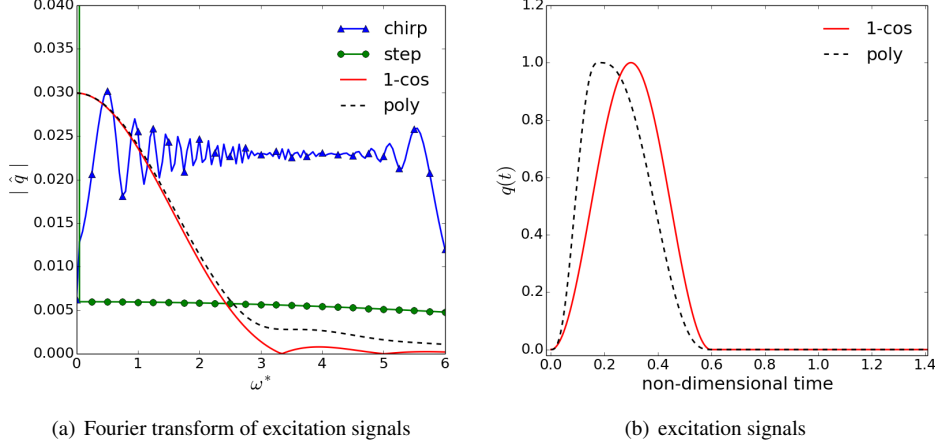 0.040
0.035
0.030
0.025
0.020
0.015
0.010
0.005
0.000
| q̂ |
0 1 2 3 4 5 6
ω*
chirp
step
1-cos
poly
(a) Fourier transform of excitation signals
1.2
1.0
0.8
0.6
0.4
0.2
0.0
q(t)
0.0 0.2 0.4 0.6 0.8 1.0 1.2 1.4
non-dimensional time
1-cos
poly
(b) excitation signals